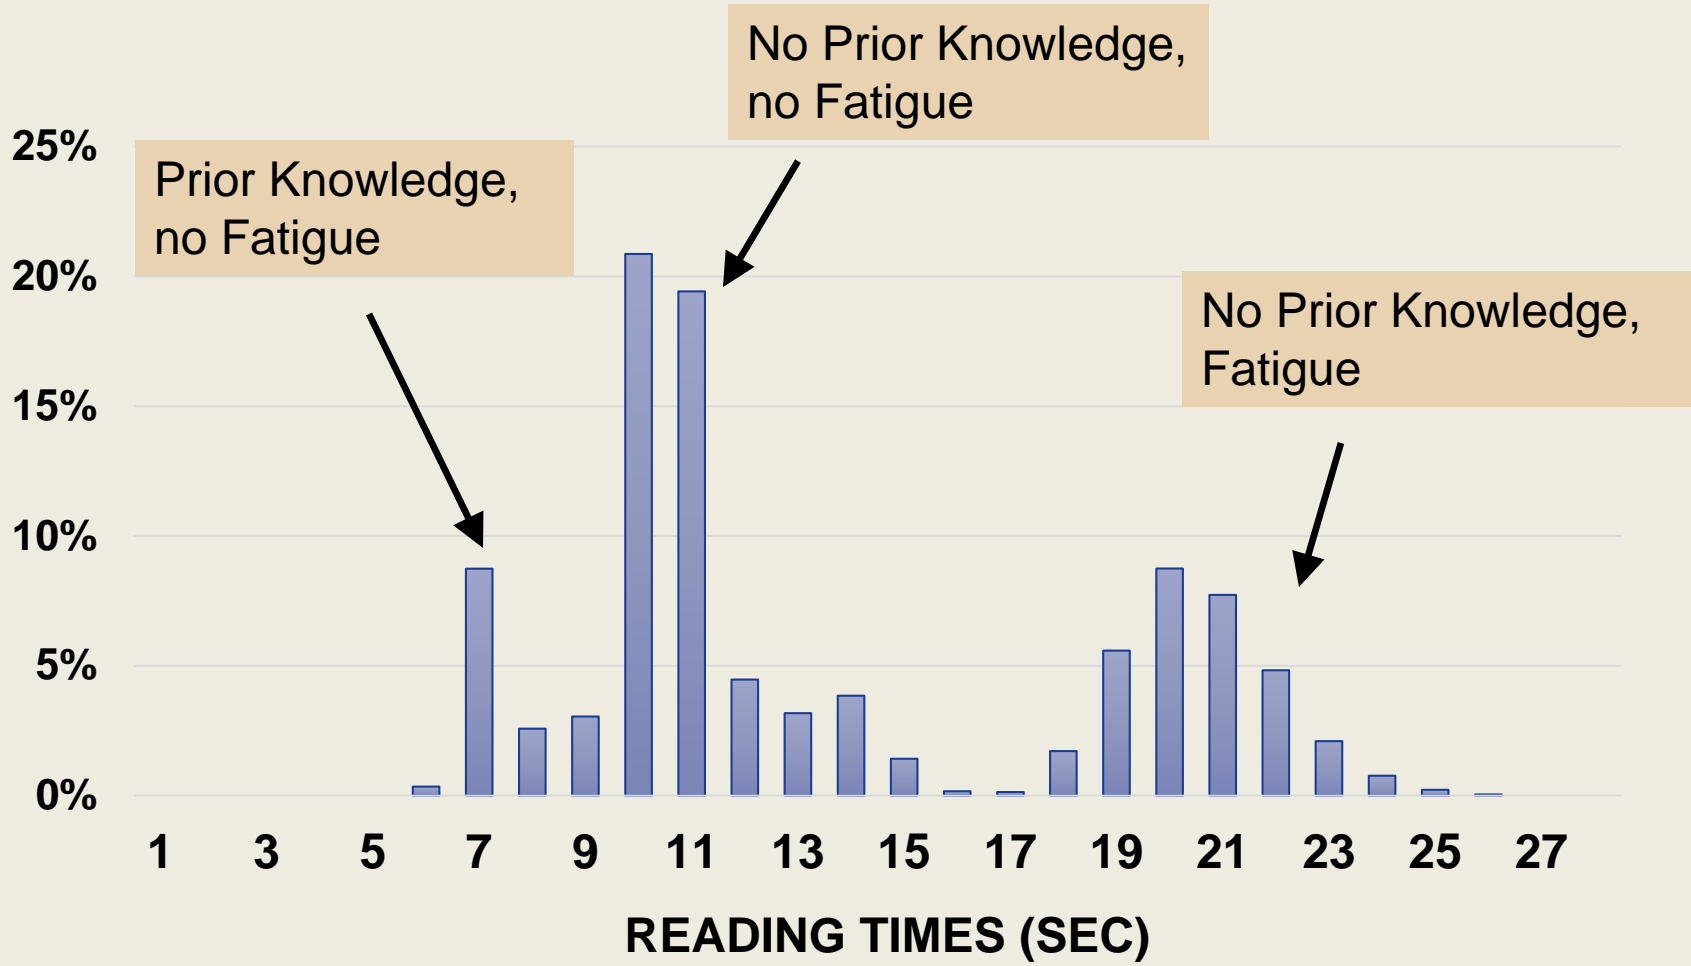 No Prior Knowledge,
no Fatigue
25%
Prior Knowledge,
no Fatigue
20%
No Prior Knowledge,
Fatigue
15%
10%
5%
0%
1 3 5 7 9 11 13 15 17 19 21 23 25 27
READING TIMES (SEC)